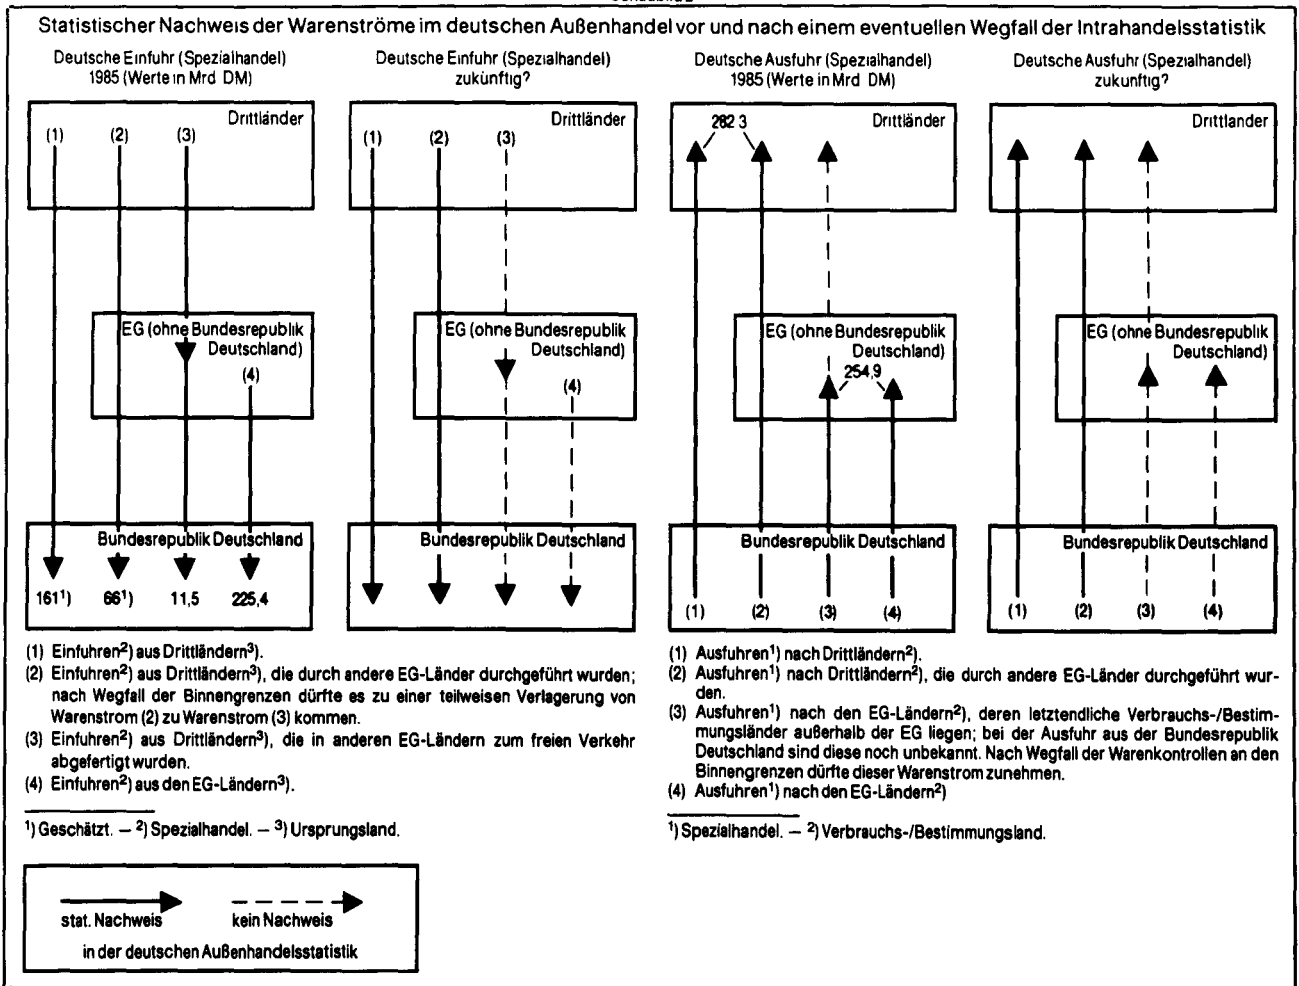 Statistischer Nachweis der Warenströme im deutschen Außenhandel vor und nach einem eventuellen Wegfall der Intrahandelsstatistik
Deutsche Einfuhr (Spezialhandel)
1985 (Werte in Mrd DM)
Drittländer
(1) (2) (3)
EG (ohne Bundesrepublik
Deutschland)
(4)
Bundesrepublik Deutschland
161¹) 66¹) 11,5 225,4
Deutsche Einfuhr (Spezialhandel)
zukünftig?
Drittländer
(1) (2) (3)
EG (ohne Bundesrepublik
Deutschland)
(4)
Bundesrepublik Deutschland
Deutsche Ausfuhr (Spezialhandel)
1985 (Werte in Mrd DM)
282 3
Drittländer
EG (ohne Bundesrepublik
Deutschland)
254,9
Bundesrepublik Deutschland
(1) (2) (3) (4)
Deutsche Ausfuhr (Spezialhandel)
zukunftig?
Drittlander
EG (ohne Bundesrepublik
Deutschland)
Bundesrepublik Deutschland
(1) (2) (3) (4)
(1) Einfuhren²) aus Drittländern³).
(2) Einfuhren²) aus Drittländern³), die durch andere EG-Länder durchgeführt wurden;
nach Wegfall der Binnengrenzen dürfte es zu einer teilweisen Verlagerung von
Warenstrom (2) zu Warenstrom (3) kommen.
(3) Einfuhren²) aus Drittländern³), die in anderen EG-Ländern zum freien Verkehr
abgefertigt wurden.
(4) Einfuhren²) aus den EG-Ländern³).
¹) Geschätzt. — ²) Spezialhandel. — ³) Ursprungsland.
(1) Ausfuhren¹) nach Drittländern²).
(2) Ausfuhren¹) nach Drittländern²), die durch andere EG-Länder durchgeführt wur-
den.
(3) Ausfuhren¹) nach den EG-Ländern²), deren letztendliche Verbrauchs-/Bestim-
mungsländer außerhalb der EG liegen; bei der Ausfuhr aus der Bundesrepublik
Deutschland sind diese noch unbekannt. Nach Wegfall der Warenkontrollen an den
Binnengrenzen dürfte dieser Warenstrom zunehmen.
(4) Ausfuhren¹) nach den EG-Ländern²)
¹) Spezialhandel. — ²) Verbrauchs-/Bestimmungsland.
stat. Nachweis kein Nachweis
in der deutschen Außenhandelsstatistik